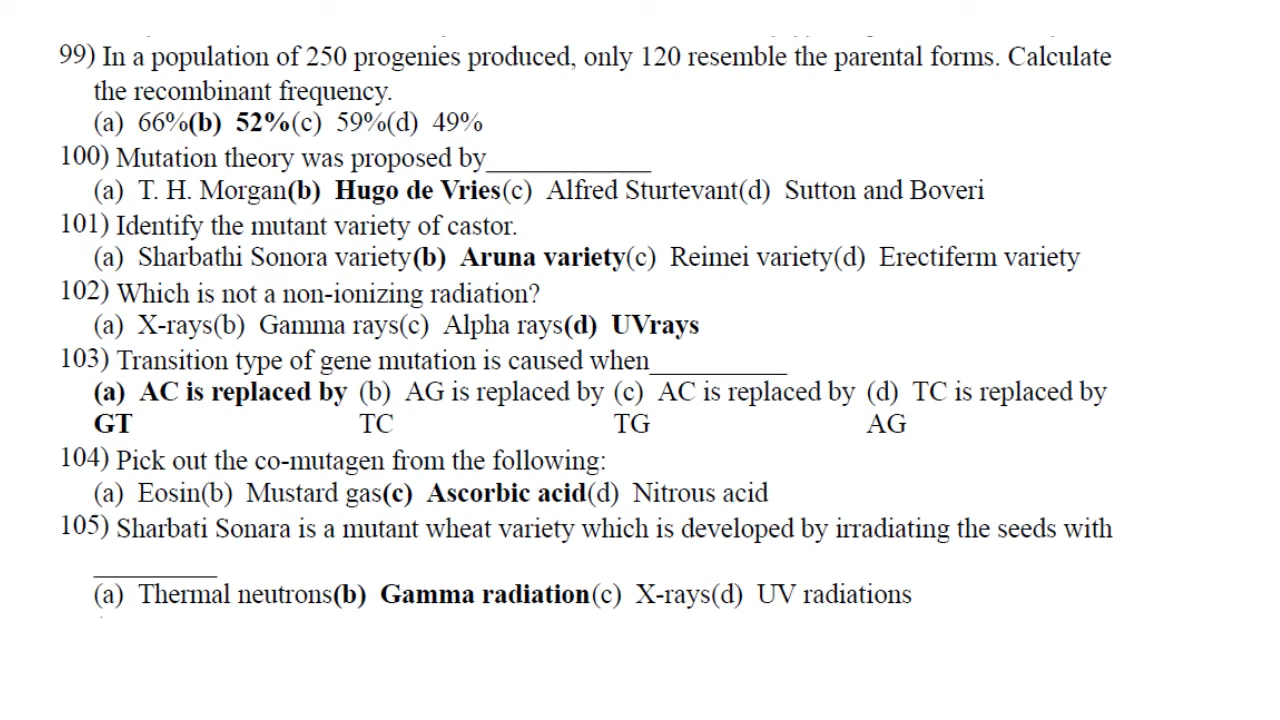 99) In a population of 250 progenies produced, only 120 resemble the parental forms. Calculate
the recombinant frequency.
(a) 66%(b) 52%(c) 59%(d) 49%
100) Mutation theory was proposed by____________
(a) T. H. Morgan(b) Hugo de Vries(c) Alfred Sturtevant(d) Sutton and Boveri
101) Identify the mutant variety of castor.
(a) Sharbathi Sonora variety(b) Aruna variety(c) Reimei variety(d) Erectiferm variety
102) Which is not a non-ionizing radiation?
(a) X-rays(b) Gamma rays(c) Alpha rays(d) UVrays
103) Transition type of gene mutation is caused when__________
(a) AC is replaced by (b) AG is replaced by (c) AC is replaced by (d) TC is replaced by
GT TC TG AG
104) Pick out the co-mutagen from the following:
(a) Eosin(b) Mustard gas(c) Ascorbic acid(d) Nitrous acid
105) Sharbati Sonara is a mutant wheat variety which is developed by irradiating the seeds with
_________
(a) Thermal neutrons(b) Gamma radiation(c) X-rays(d) UV radiations